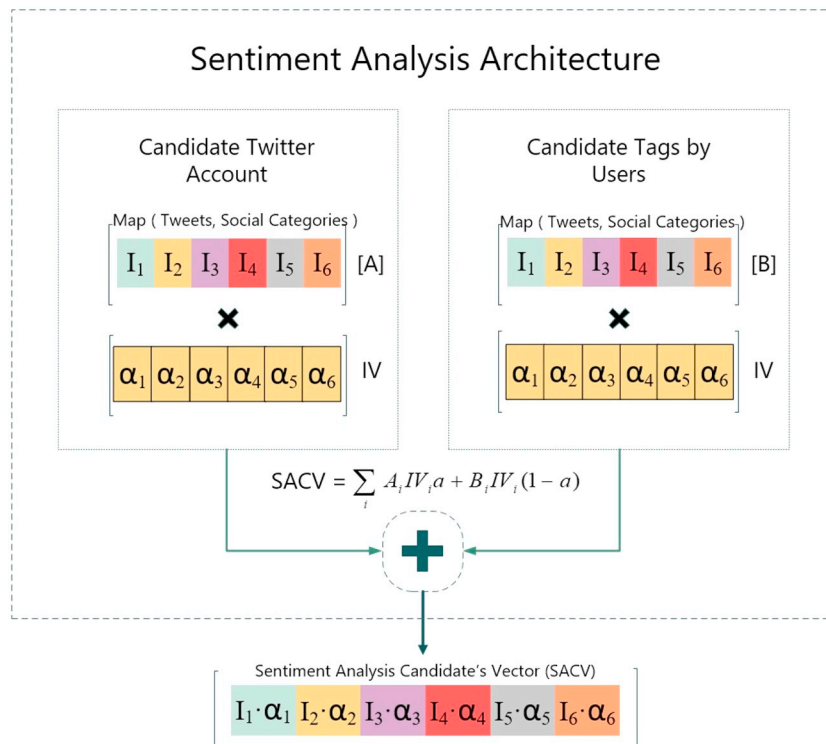 Sentiment Analysis Architecture
Candidate Twitter
Account
Map ( Tweets, Social Categories )
I₁ I₂ I₃ I₄ I₅ I₆ [A]
×
α₁ α₂ α₃ α₄ α₅ α₆ IV
Candidate Tags by
Users
Map ( Tweets, Social Categories )
I₁ I₂ I₃ I₄ I₅ I₆ [B]
×
α₁ α₂ α₃ α₄ α₅ α₆ IV
SACV = ∑ᵢ AᵢIVᵢa + BᵢIVᵢ(1 − a)
+
Sentiment Analysis Candidate's Vector (SACV)
I₁·α₁ I₂·α₂ I₃·α₃ I₄·α₄ I₅·α₅ I₆·α₆